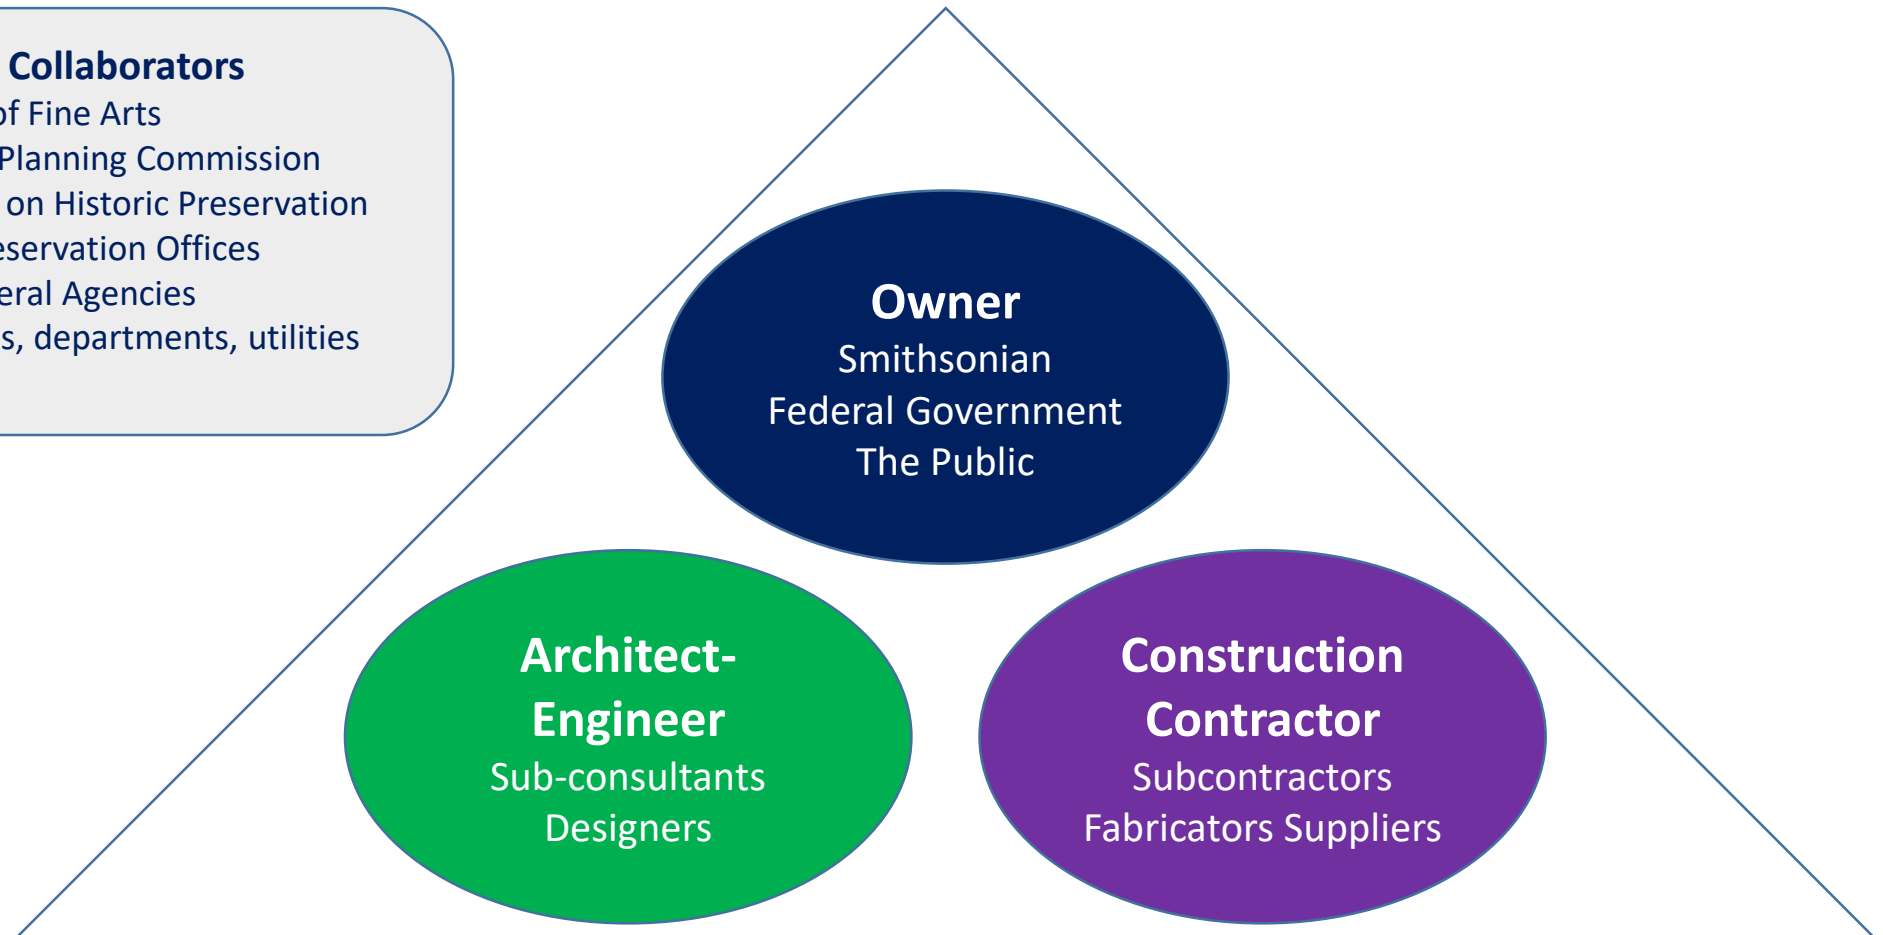 Collaborators
of Fine Arts
Planning Commission
on Historic Preservation
eservation Offices
eral Agencies
s, departments, utilities
Owner
Smithsonian
Federal Government
The Public
Architect-
Engineer
Sub-consultants
Designers
Construction
Contractor
Subcontractors
Fabricators Suppliers